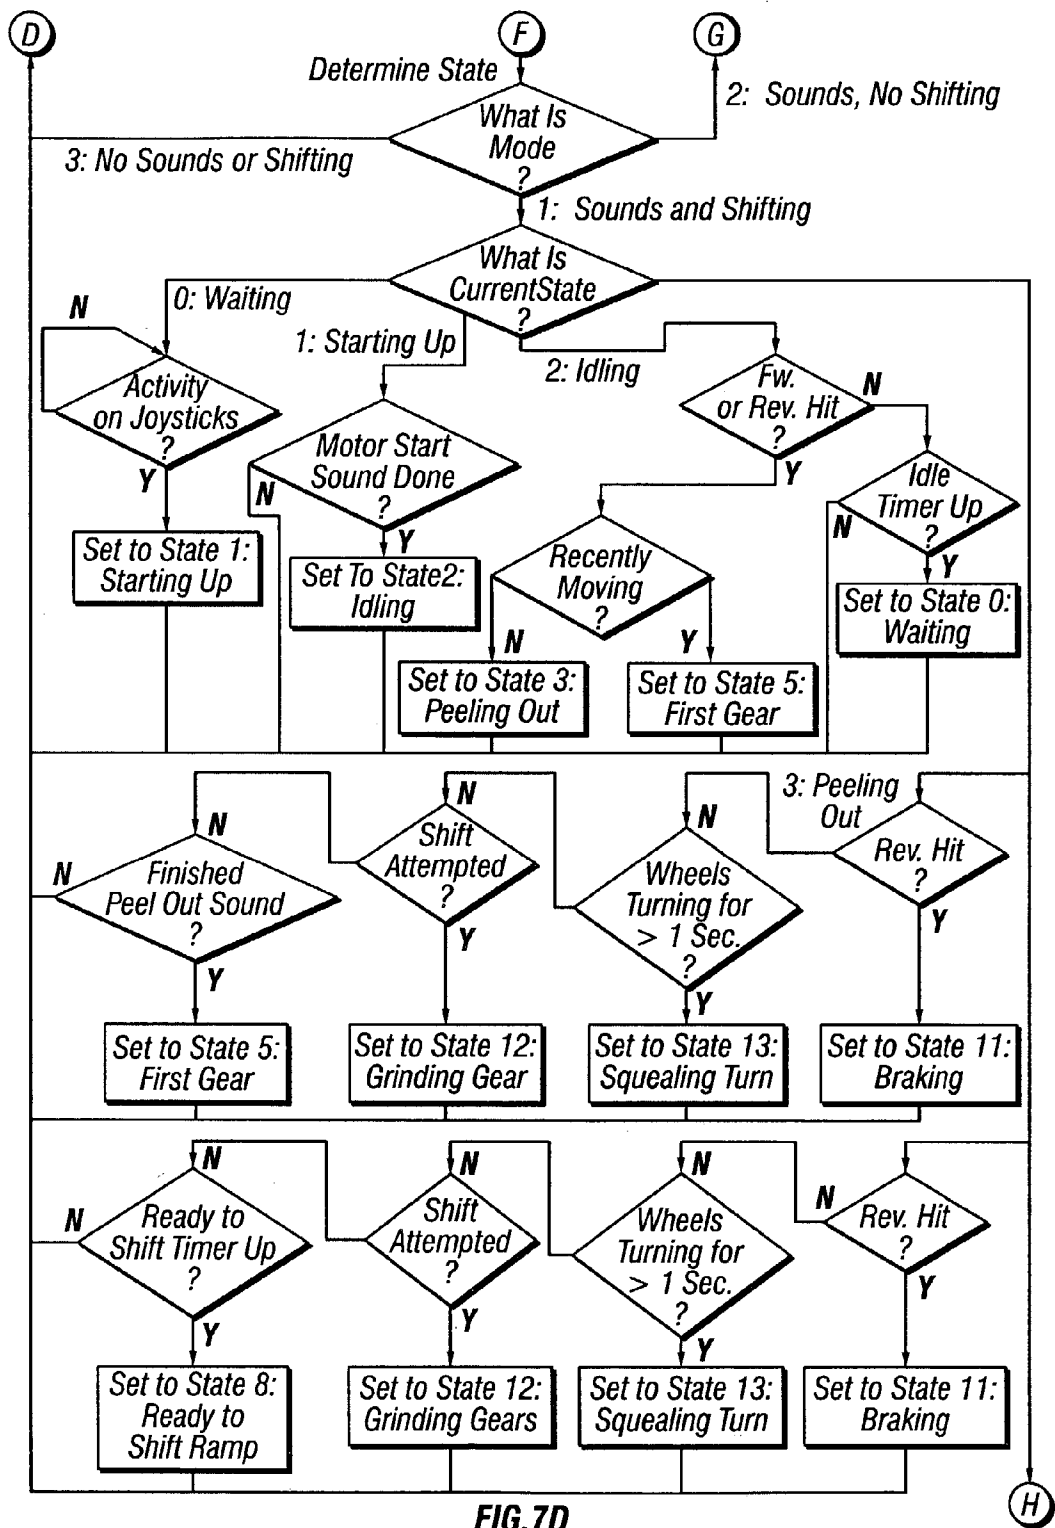 D
F
G
Determine State
2: Sounds, No Shifting
What Is
Mode
?
3: No Sounds or Shifting
1: Sounds and Shifting
What Is
CurrentState
?
0: Waiting
N
1: Starting Up
2: Idling
Activity
on Joysticks
?
Y
Motor Start
Sound Done
?
N
Y
Fw.
or Rev. Hit
?
N
Y
Idle
Timer Up
?
N
Y
Set to State 1:
Starting Up
Set To State2:
Idling
Recently
Moving
?
N
Y
Set to State 0:
Waiting
Set to State 3:
Peeling Out
Set to State 5:
First Gear
3: Peeling
Out
N
Finished
Peel Out Sound
?
N
Y
N
Shift
Attempted
?
Y
N
Wheels
Turning for
> 1 Sec.
?
Y
Rev. Hit
?
Y
Set to State 5:
First Gear
Set to State 12:
Grinding Gear
Set to State 13:
Squealing Turn
Set to State 11:
Braking
N
Ready to
Shift Timer Up
?
N
Y
N
Shift
Attempted
?
Y
N
Wheels
Turning for
> 1 Sec.
?
Y
N
Rev. Hit
?
Y
Set to State 8:
Ready to
Shift Ramp
Set to State 12:
Grinding Gears
Set to State 13:
Squealing Turn
Set to State 11:
Braking
H
FIG.7D